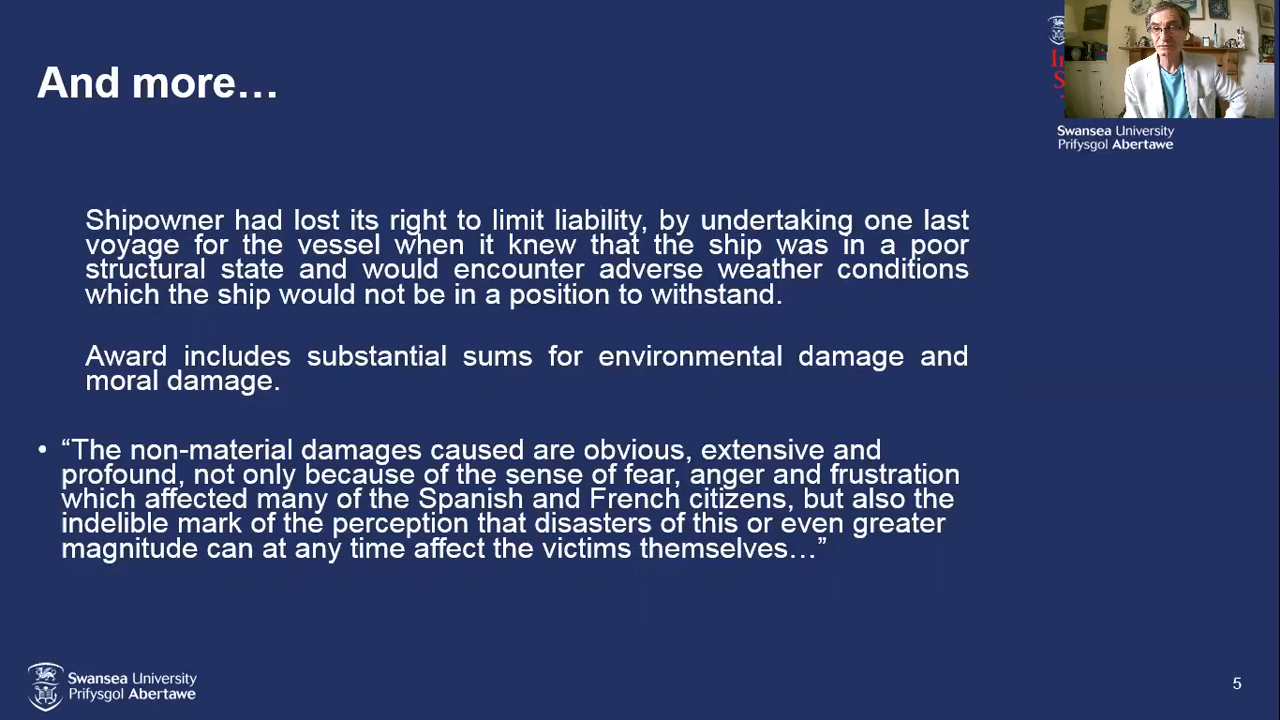 And more…
Swansea University
Prifysgol Abertawe
Shipowner had lost its right to limit liability, by undertaking one last
voyage for the vessel when it knew that the ship was in a poor
structural state and would encounter adverse weather conditions
which the ship would not be in a position to withstand.
Award includes substantial sums for environmental damage and
moral damage.
• “The non-material damages caused are obvious, extensive and
profound, not only because of the sense of fear, anger and frustration
which affected many of the Spanish and French citizens, but also the
indelible mark of the perception that disasters of this or even greater
magnitude can at any time affect the victims themselves…”
Swansea University
Prifysgol Abertawe
5